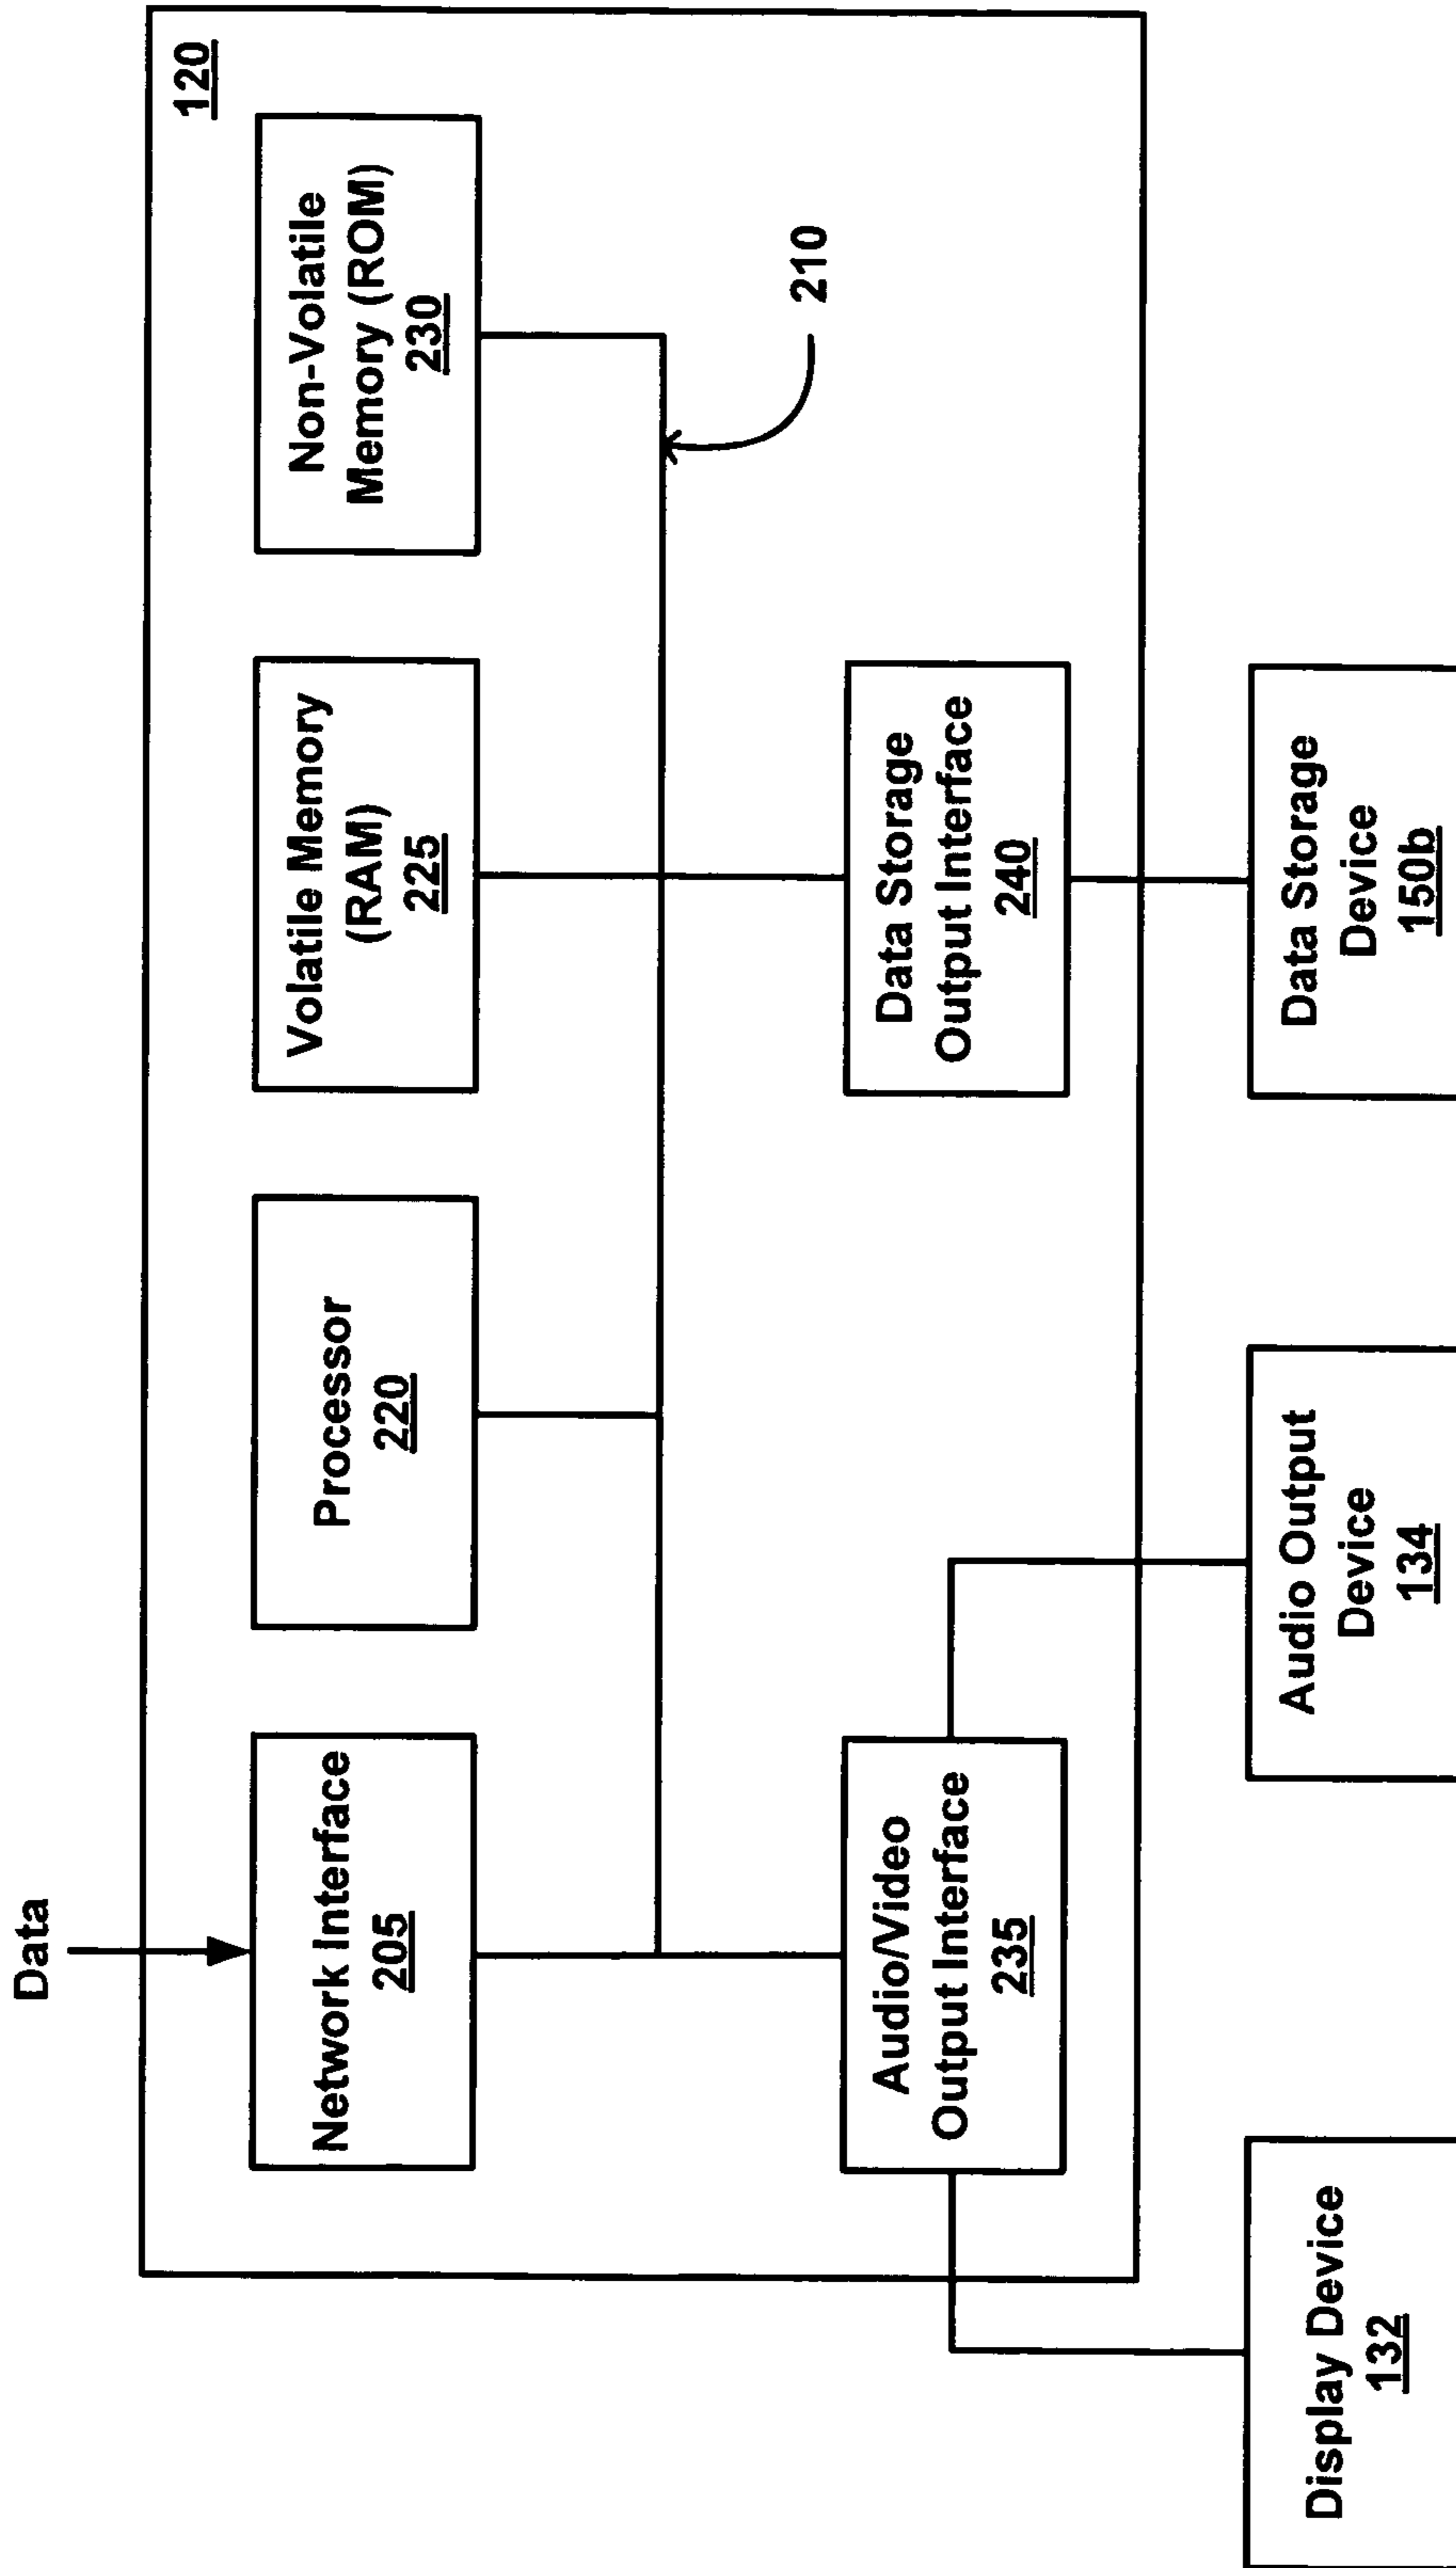 Data
120
Network Interface
205
Processor
220
Volatile Memory
(RAM)
225
Non-Volatile
Memory (ROM)
230
210
Audio/Video
Output Interface
235
Data Storage
Output Interface
240
Display Device
132
Audio Output
Device
134
Data Storage
Device
150b